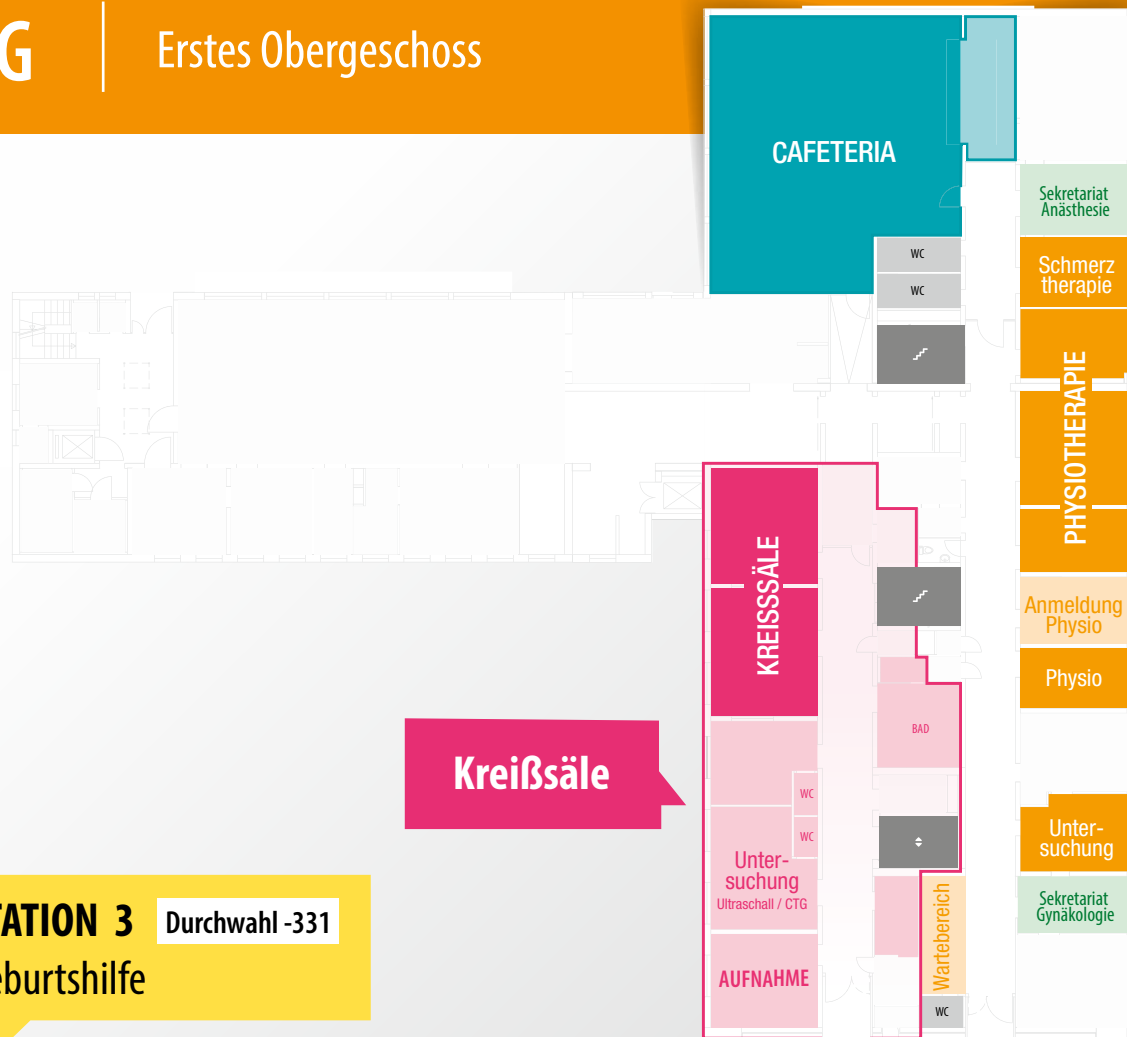 G
Erstes Obergeschoss
CAFETERIA
WC
WC
Sekretariat
Anästhesie
Schmerz
therapie
PHYSIOTHERAPIE
Anmeldung
Physio
Physio
Unter-
suchung
Sekretariat
Gynäkologie
KREISSSÄLE
Kreißsäle
BAD
WC
WC
Unter-
suchung
Ultraschall / CTG
AUFNAHME
Wartebereich
WC
TATION 3 Durchwahl -331
eburtshilfe